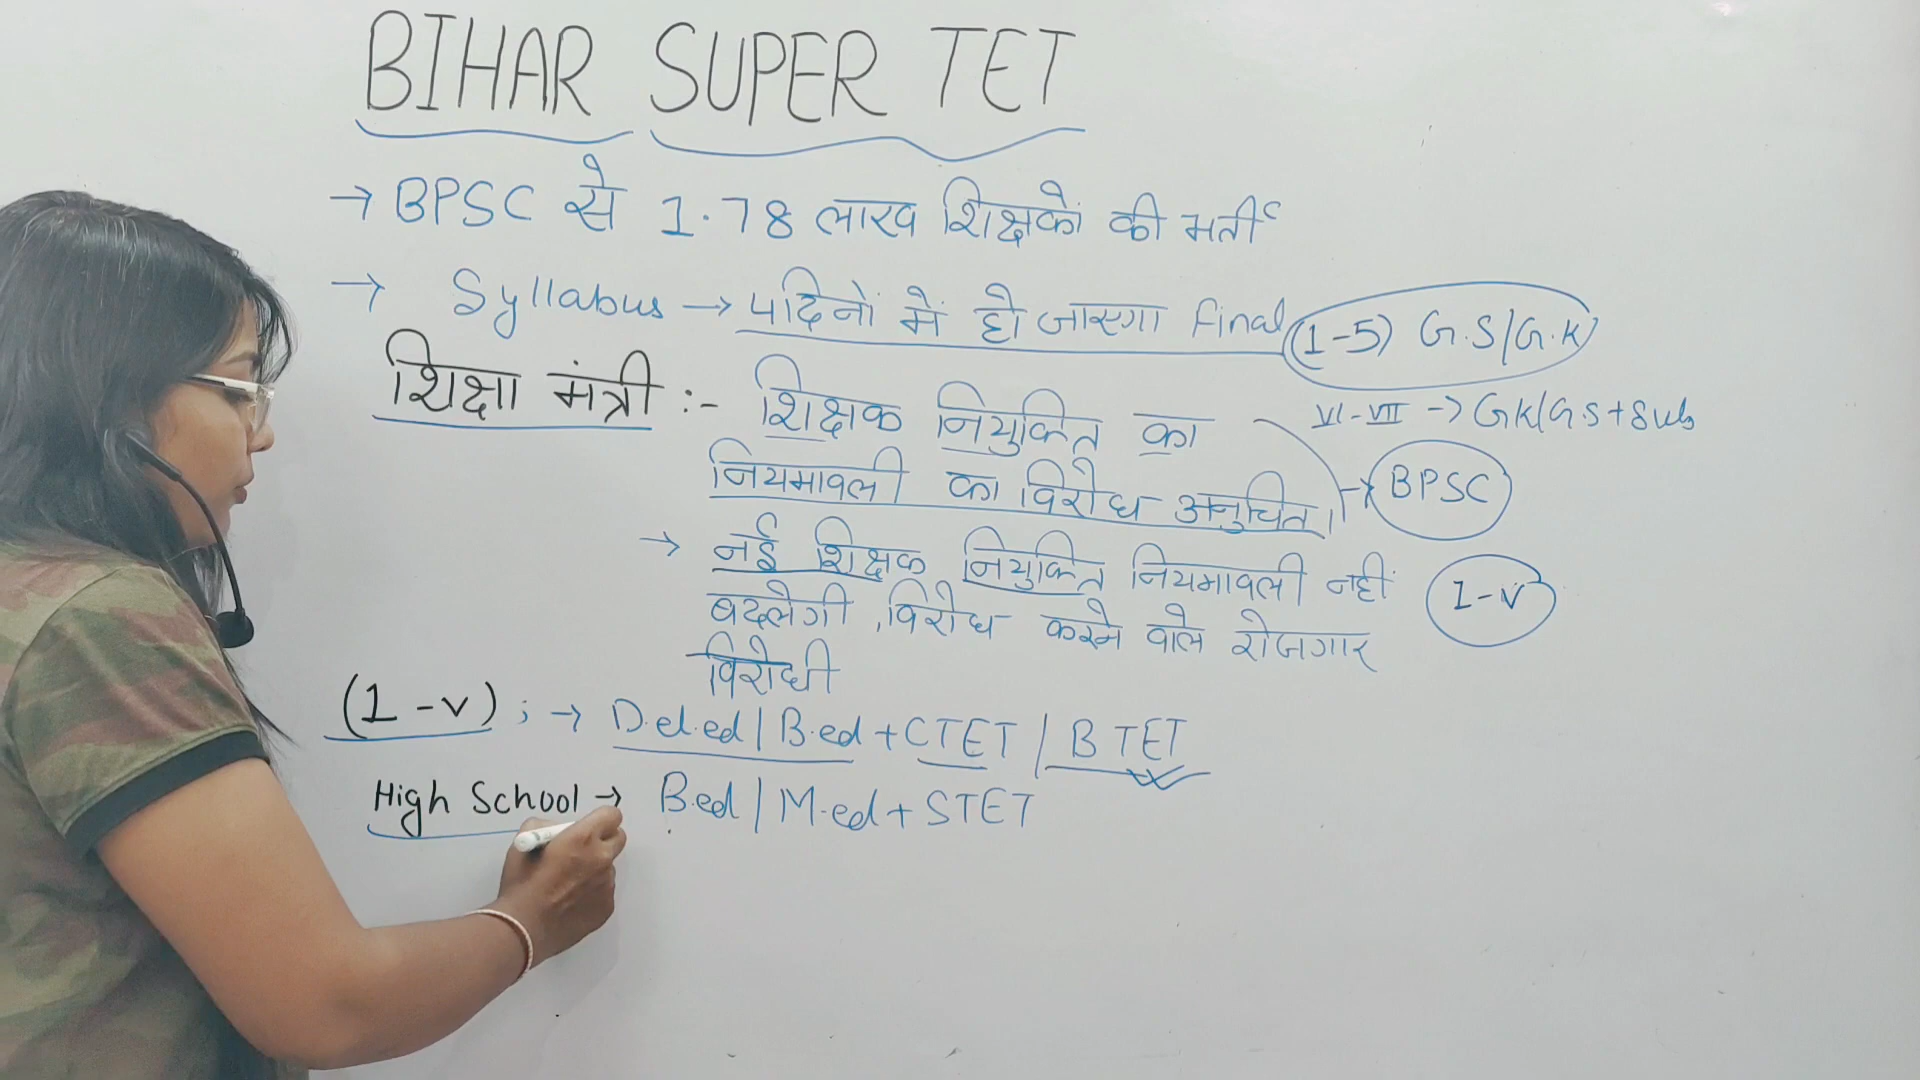 BIHAR SUPER TET
→ BPSC से 1.78 लाख शिक्षकों की भर्ती
→ Syllabus → 4 दिनों में हो जाएगा Final (1-5) G.S/G.K
VI-VIII → GK/G.S+Sub
शिक्षा मंत्री :- शिक्षक नियुक्ति का
नियमावली का विरोध अनुचित। → BPSC
→ नई शिक्षक नियुक्ति नियमावली नहीं
बदलेगी, विरोध करने वाले रोजगार
विरोधी
1-V
(1-V) ; → D.el.ed/B.ed+CTET/BTET
High School → B.ed/M.ed+STET